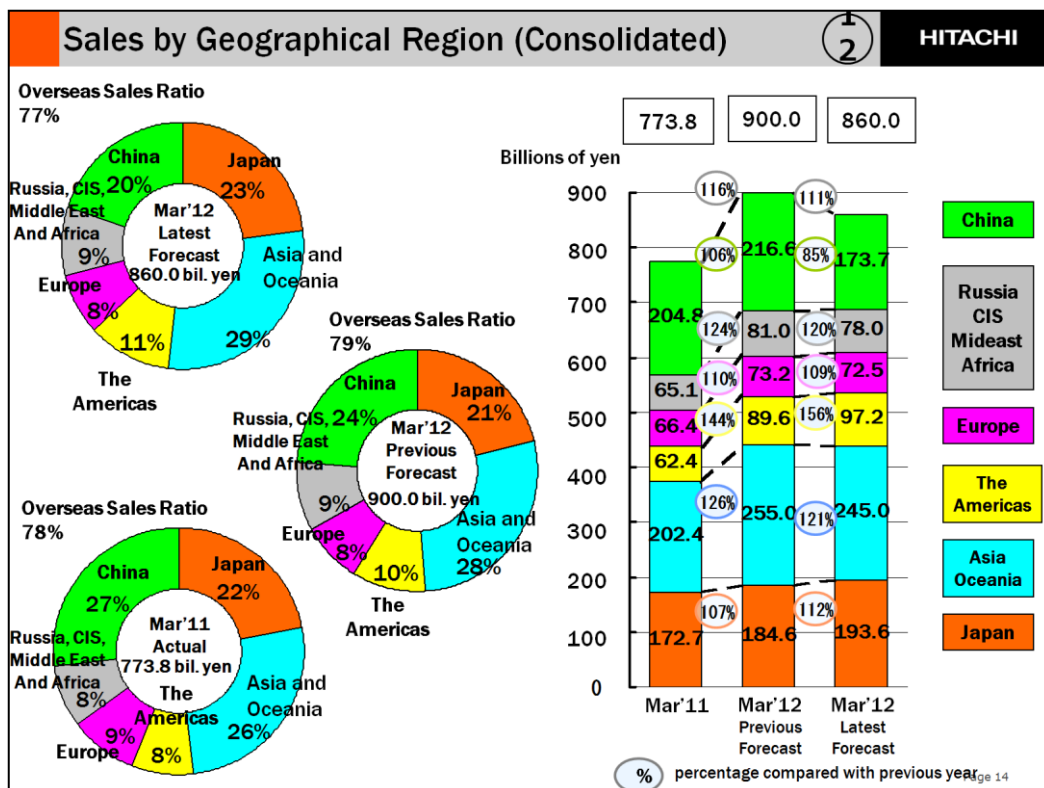 Sales by Geographical Region (Consolidated)
1
2
HITACHI
Overseas Sales Ratio
77%
China
20%
Japan
23%
Russia, CIS,
Middle East
And Africa
9%
Mar'12
Latest
Forecast
860.0 bil. yen
Asia and
Oceania
29%
Europe
8%
11%
The
Americas
Overseas Sales Ratio
79%
China
24%
Japan
21%
Russia, CIS,
Middle East
And Africa
9%
Mar'12
Previous
Forecast
900.0 bil. yen
Asia and
Oceania
28%
Europe
8%
10%
The
Americas
Overseas Sales Ratio
78%
China
27%
Japan
22%
Russia, CIS,
Middle East
And Africa
8%
Mar'11
Actual
773.8 bil. yen
Asia and
Oceania
26%
The
Americas
8%
Europe
9%
773.8
900.0
860.0
Billions of yen
900
800
700
600
500
400
300
200
100
0
116%
111%
106%
216.6
85%
173.7
204.8
124%
81.0
120%
78.0
65.1
110%
73.2
109%
72.5
66.4
144%
89.6
156%
97.2
62.4
126%
255.0
121%
245.0
202.4
107%
184.6
112%
193.6
172.7
Mar'11
Mar'12
Previous
Forecast
Mar'12
Latest
Forecast
China
Russia
CIS
Mideast
Africa
Europe
The
Americas
Asia
Oceania
Japan
% percentage compared with previous year
Page 14